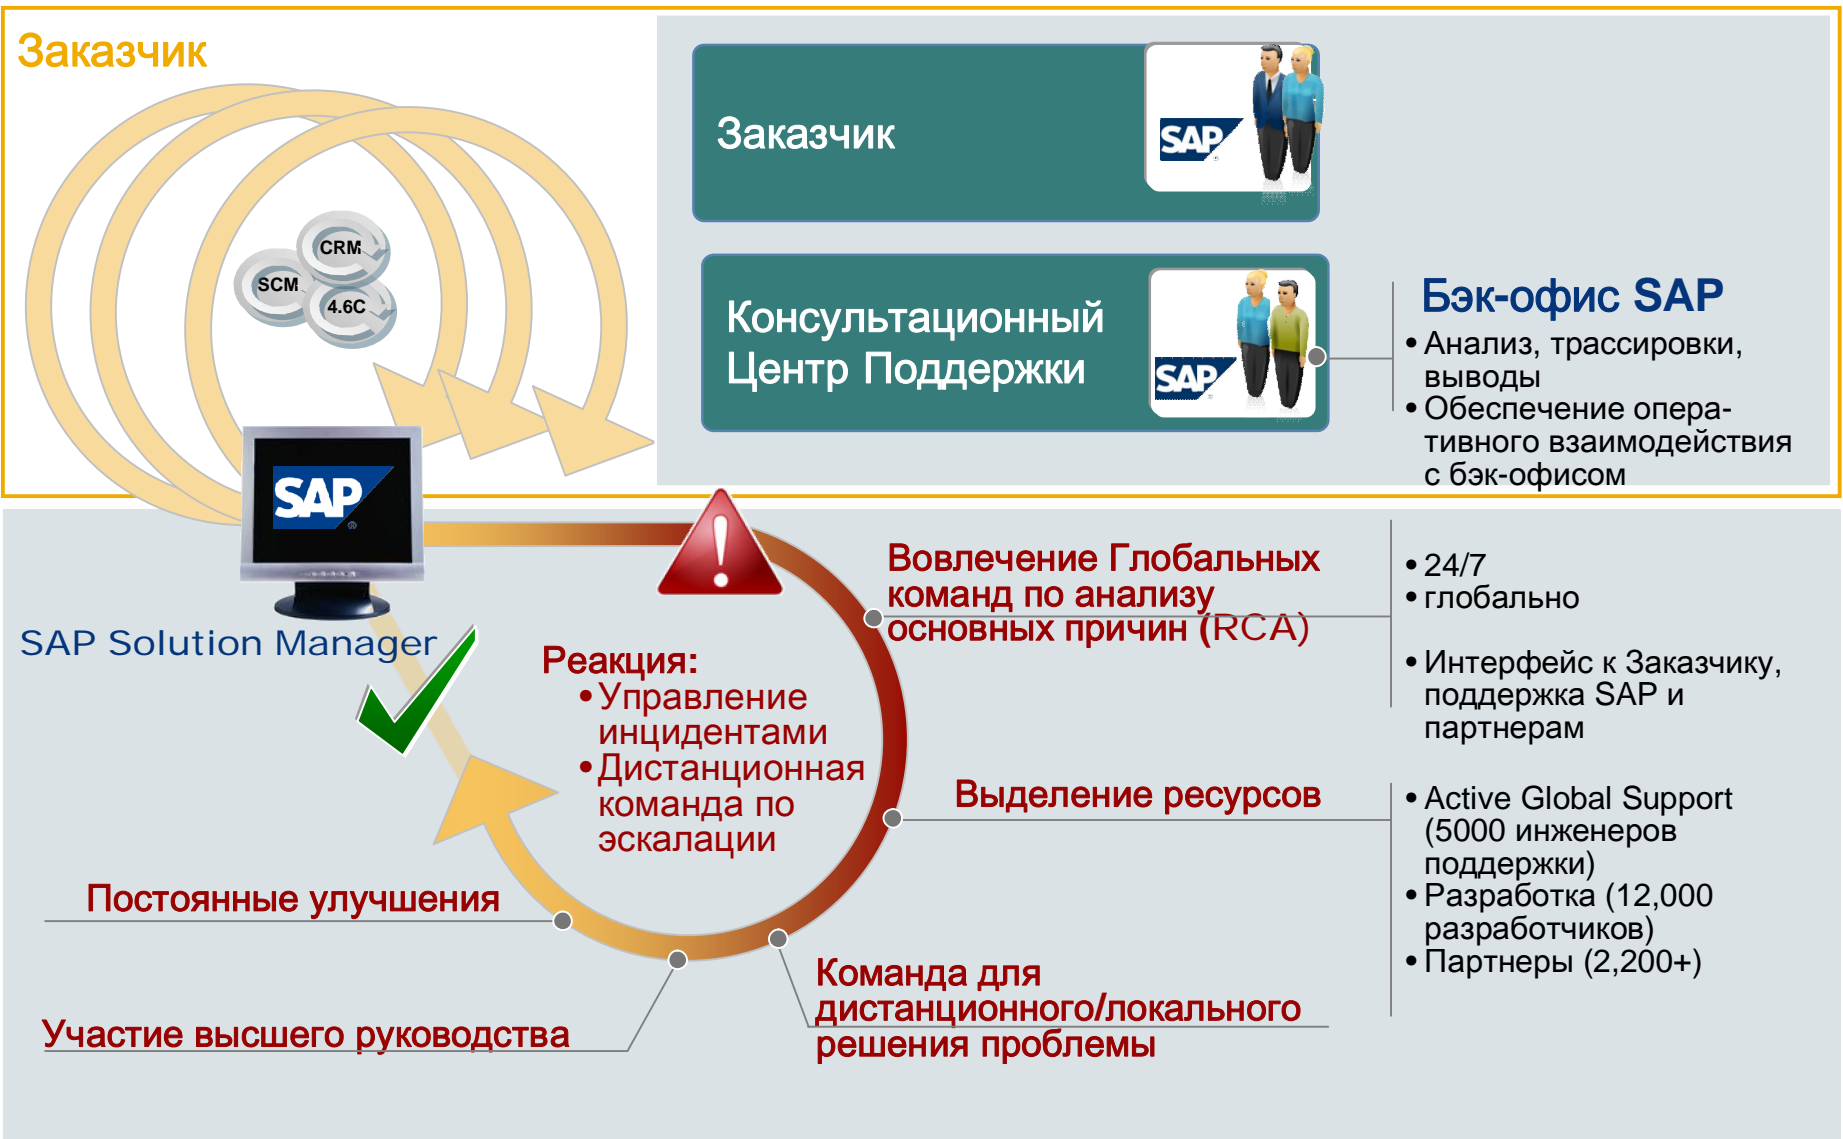 Заказчик
CRM
SCM
4.6C
Заказчик
SAP
Консультационный
Центр Поддержки
SAP
Бэк-офис SAP
• Анализ, трассировки,
выводы
• Обеспечение опера-
тивного взаимодействия
с бэк-офисом
SAP
SAP Solution Manager
Реакция:
• Управление
инцидентами
• Дистанционная
команда по
эскалации
Вовлечение Глобальных
команд по анализу
основных причин (RCA)
• 24/7
• глобально
• Интерфейс к Заказчику,
поддержка SAP и
партнерам
Выделение ресурсов
• Active Global Support
(5000 инженеров
поддержки)
• Разработка (12,000
разработчиков)
• Партнеры (2,200+)
Постоянные улучшения
Команда для
дистанционного/локального
решения проблемы
Участие высшего руководства